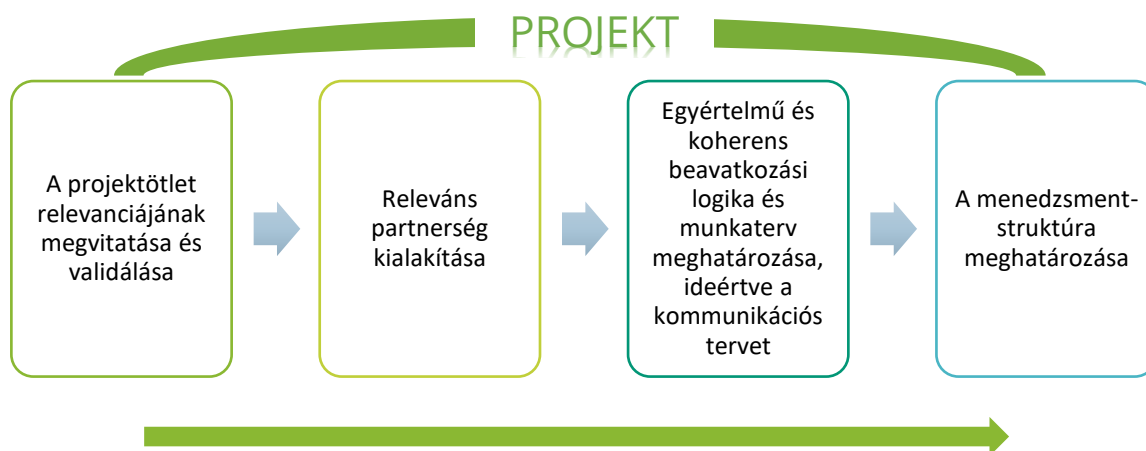 PROJEKT
A projektötlet
relevanciájának
megvitatása és
validálása
Releváns
partnerség
kialakítása
Egyértelmű és
koherens
beavatkozási
logika és
munkaterv
meghatározása,
ideértve a
kommunikációs
tervet
A menedzsment-
struktúra
meghatározása